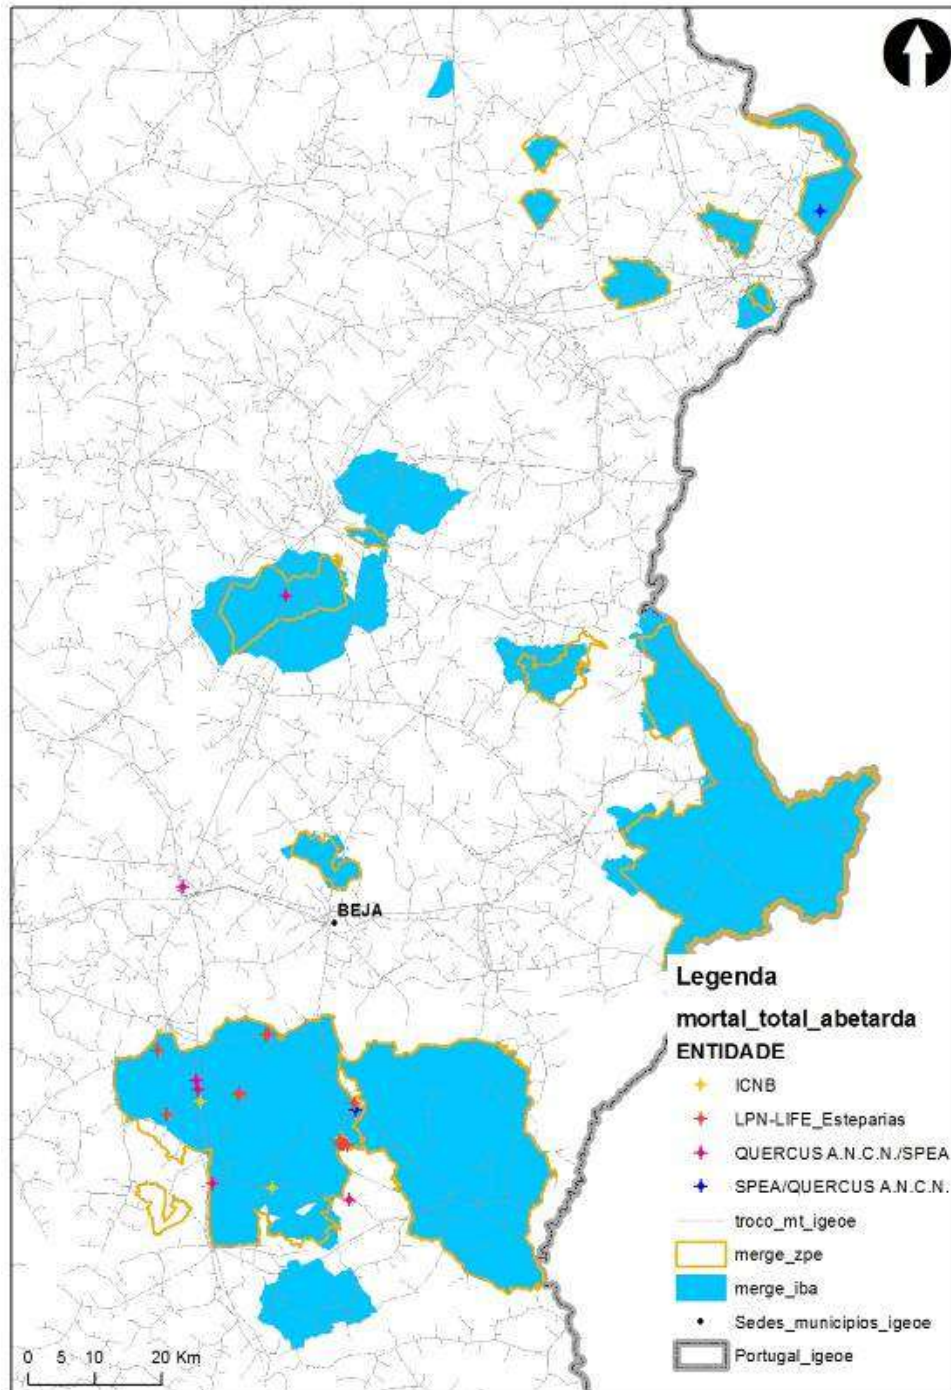 BEJA
Legenda
mortal_total_abetarda
ENTIDADE
ICNB
LPN-LIFE_Esteparias
QUERCUS A.N.C.N./SPEA
SPEA/QUERCUS A.N.C.N.
troco_mt_igeoe
merge_zpe
merge_iba
Sedes_municipios_igeoe
Portugal_igeoe
0 5 10 20 Km